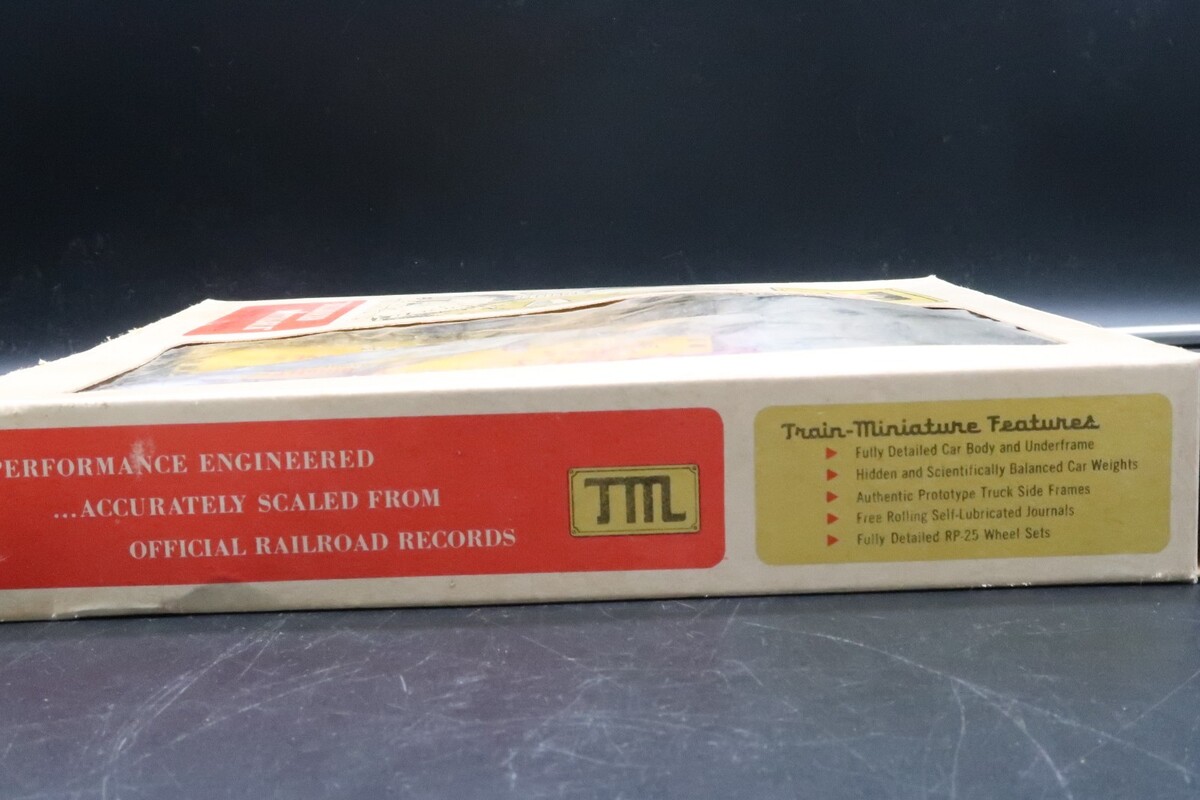 PERFORMANCE ENGINEERED
...ACCURATELY SCALED FROM
OFFICIAL RAILROAD RECORDS
TM
Train-Miniature Features
Fully Detailed Car Body and Underframe
Hidden and Scientifically Balanced Car Weights
Authentic Prototype Truck Side Frames
Free Rolling Self-Lubricated Journals
Fully Detailed RP-25 Wheel Sets